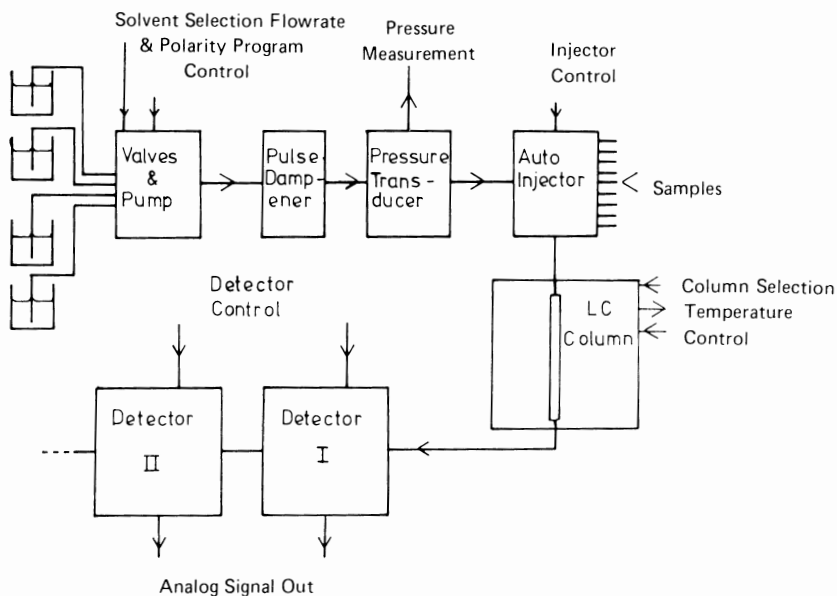 Solvent Selection Flowrate
& Polarity Program
Control
Pressure
Measurement
Injector
Control
Valves
&
Pump
Pulse
Damp-
ener
Pressure
Trans-
ducer
Auto
Injector
Samples
Detector
Control
LC
Column
Column Selection
Temperature
Control
Detector
II
Detector
I
Analog Signal Out